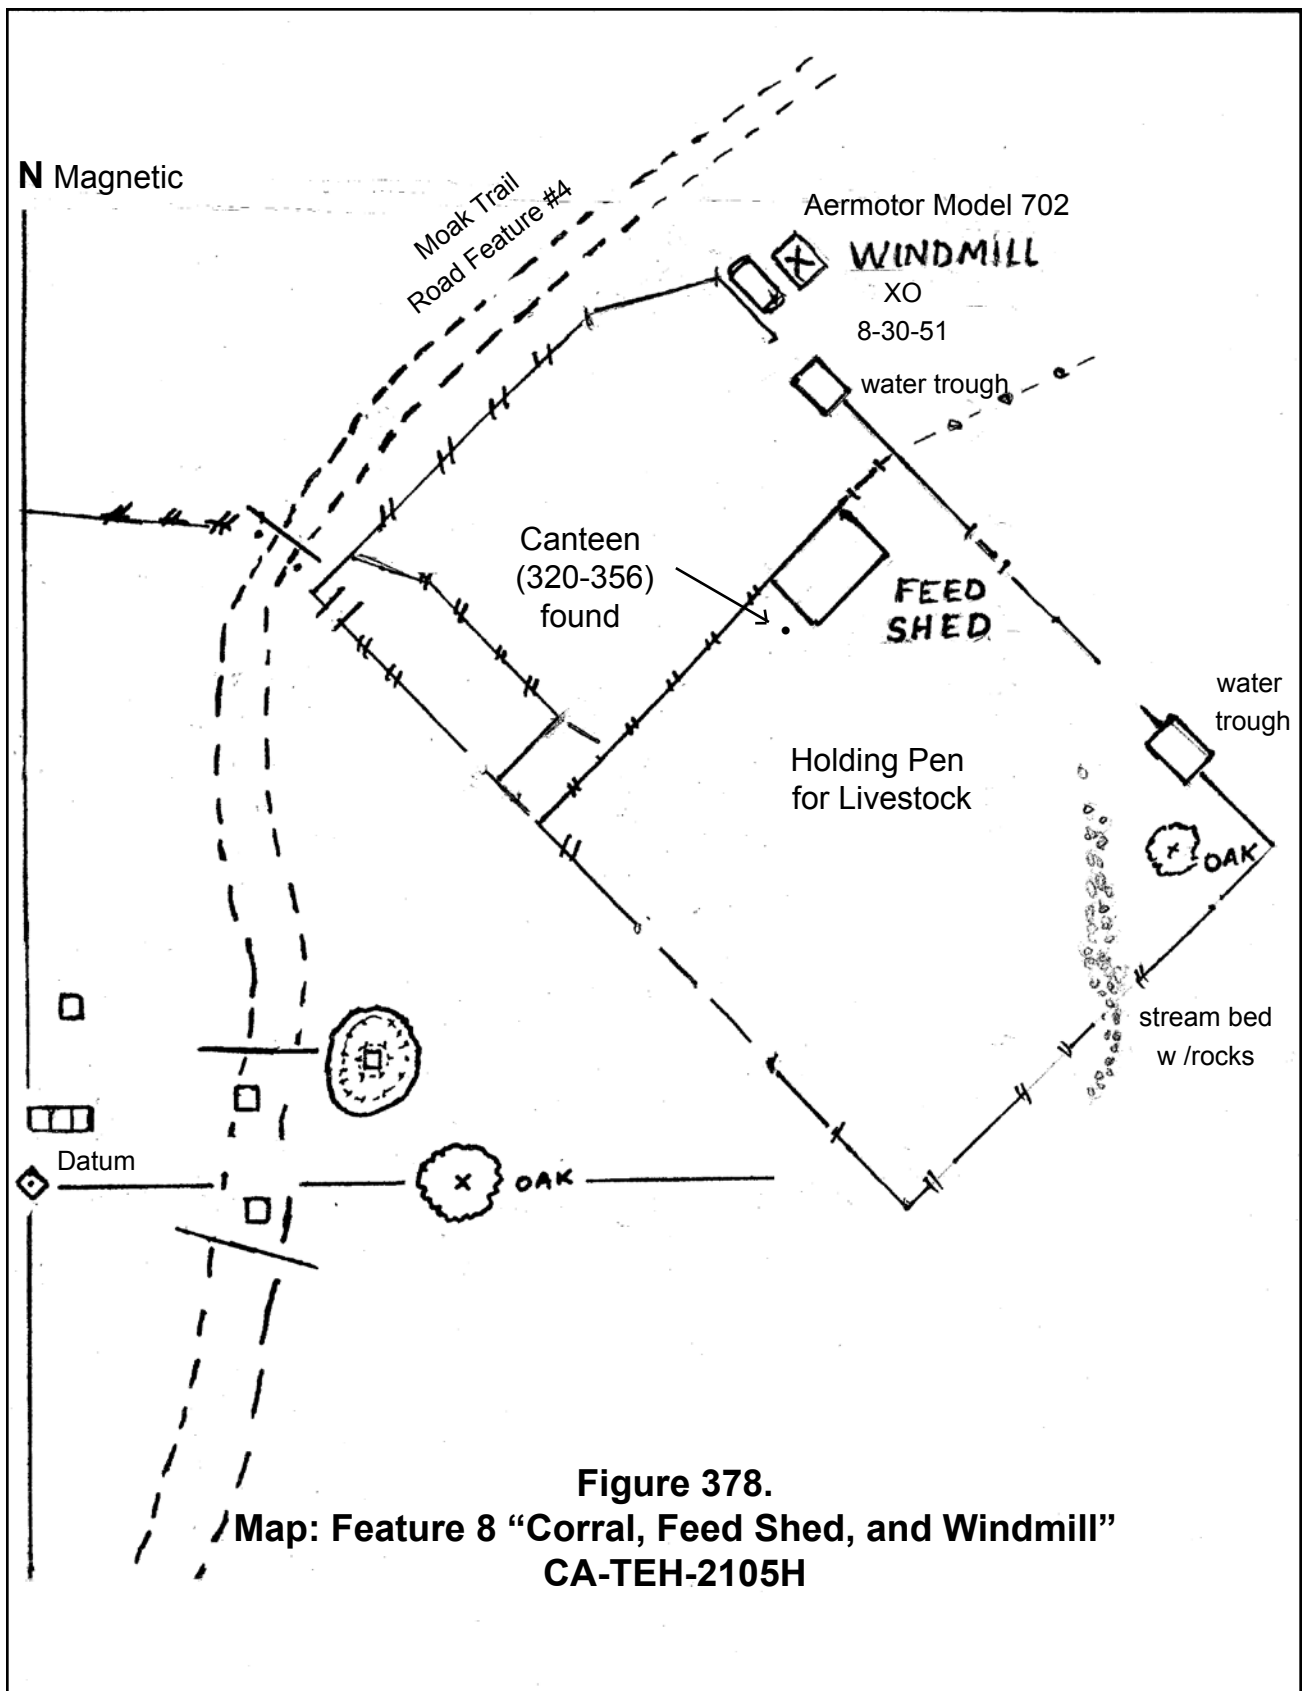 N Magnetic
Moak Trail
Road Feature #4
Aermotor Model 702
WINDMILL
XO
8-30-51
water trough
Canteen
(320-356)
found
FEED
SHED
water
trough
Holding Pen
for Livestock
OAK
stream bed
w /rocks
Datum
OAK
Figure 378.
Map: Feature 8 “Corral, Feed Shed, and Windmill”
CA-TEH-2105H